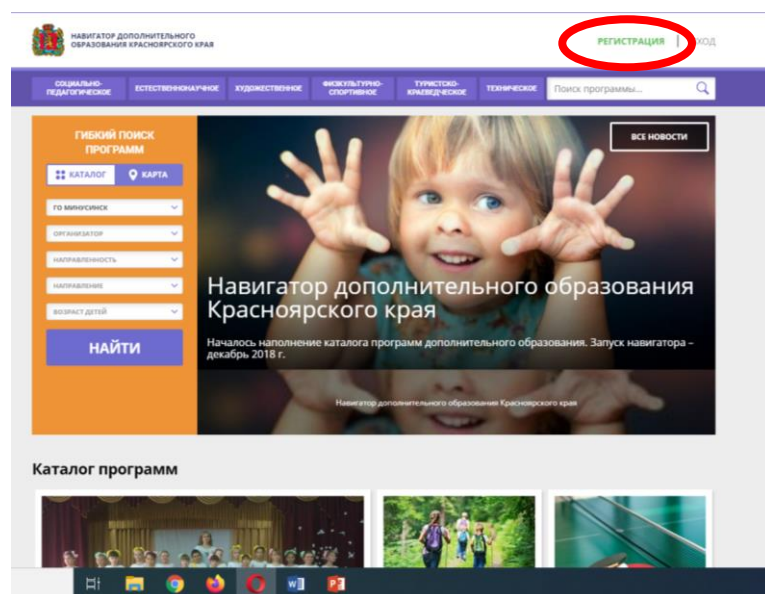 НАВИГАТОР ДОПОЛНИТЕЛЬНОГО
ОБРАЗОВАНИЯ КРАСНОЯРСКОГО КРАЯ
РЕГИСТРАЦИЯ
СОЦИАЛЬНО-
ПЕДАГОГИЧЕСКОЕ
ЕСТЕСТВЕННОНАУЧНОЕ
ХУДОЖЕСТВЕННОЕ
ФИЗКУЛЬТУРНО-
СПОРТИВНОЕ
ТУРИСТСКО-
КРАЕВЕДЧЕСКОЕ
ТЕХНИЧЕСКОЕ
Поиск программы...
ГИБКИЙ ПОИСК
ПРОГРАММ
КАТАЛОГ
КАРТА
ГО МИНУСИНСК
ОРГАНИЗАТОР
НАПРАВЛЕННОСТЬ
НАПРАВЛЕНИЕ
ВОЗРАСТ ДЕТЕЙ
НАЙТИ
ВСЕ НОВОСТИ
Навигатор дополнительного образования
Красноярского края
Началось наполнение каталога программ дополнительного образования. Запуск навигатора –
декабрь 2018 г.
Навигатор дополнительного образования Красноярского края
Каталог программ